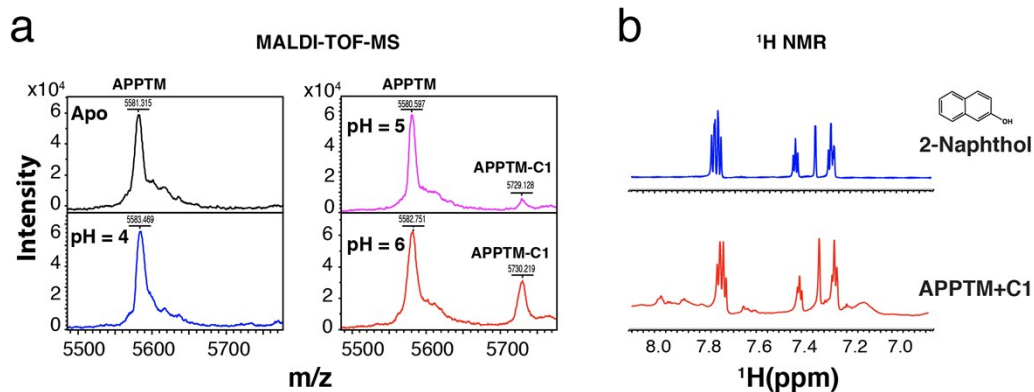 a
MALDI-TOF-MS
x10⁴
APPTM
5581.315
Apo
6
4
2
0
x10⁴
APPTM
5580.597
pH = 5
APPTM-C1
5729.128
6
4
2
0
Intensity
5583.469
pH = 4
6
4
2
0
5582.751
pH = 6
APPTM-C1
5730.219
6
4
2
0
5500 5600 5700
5500 5600 5700
m/z
b
¹H NMR
OH
2-Naphthol
APPTM+C1
8.0 7.8 7.6 7.4 7.2 7.0
¹H(ppm)